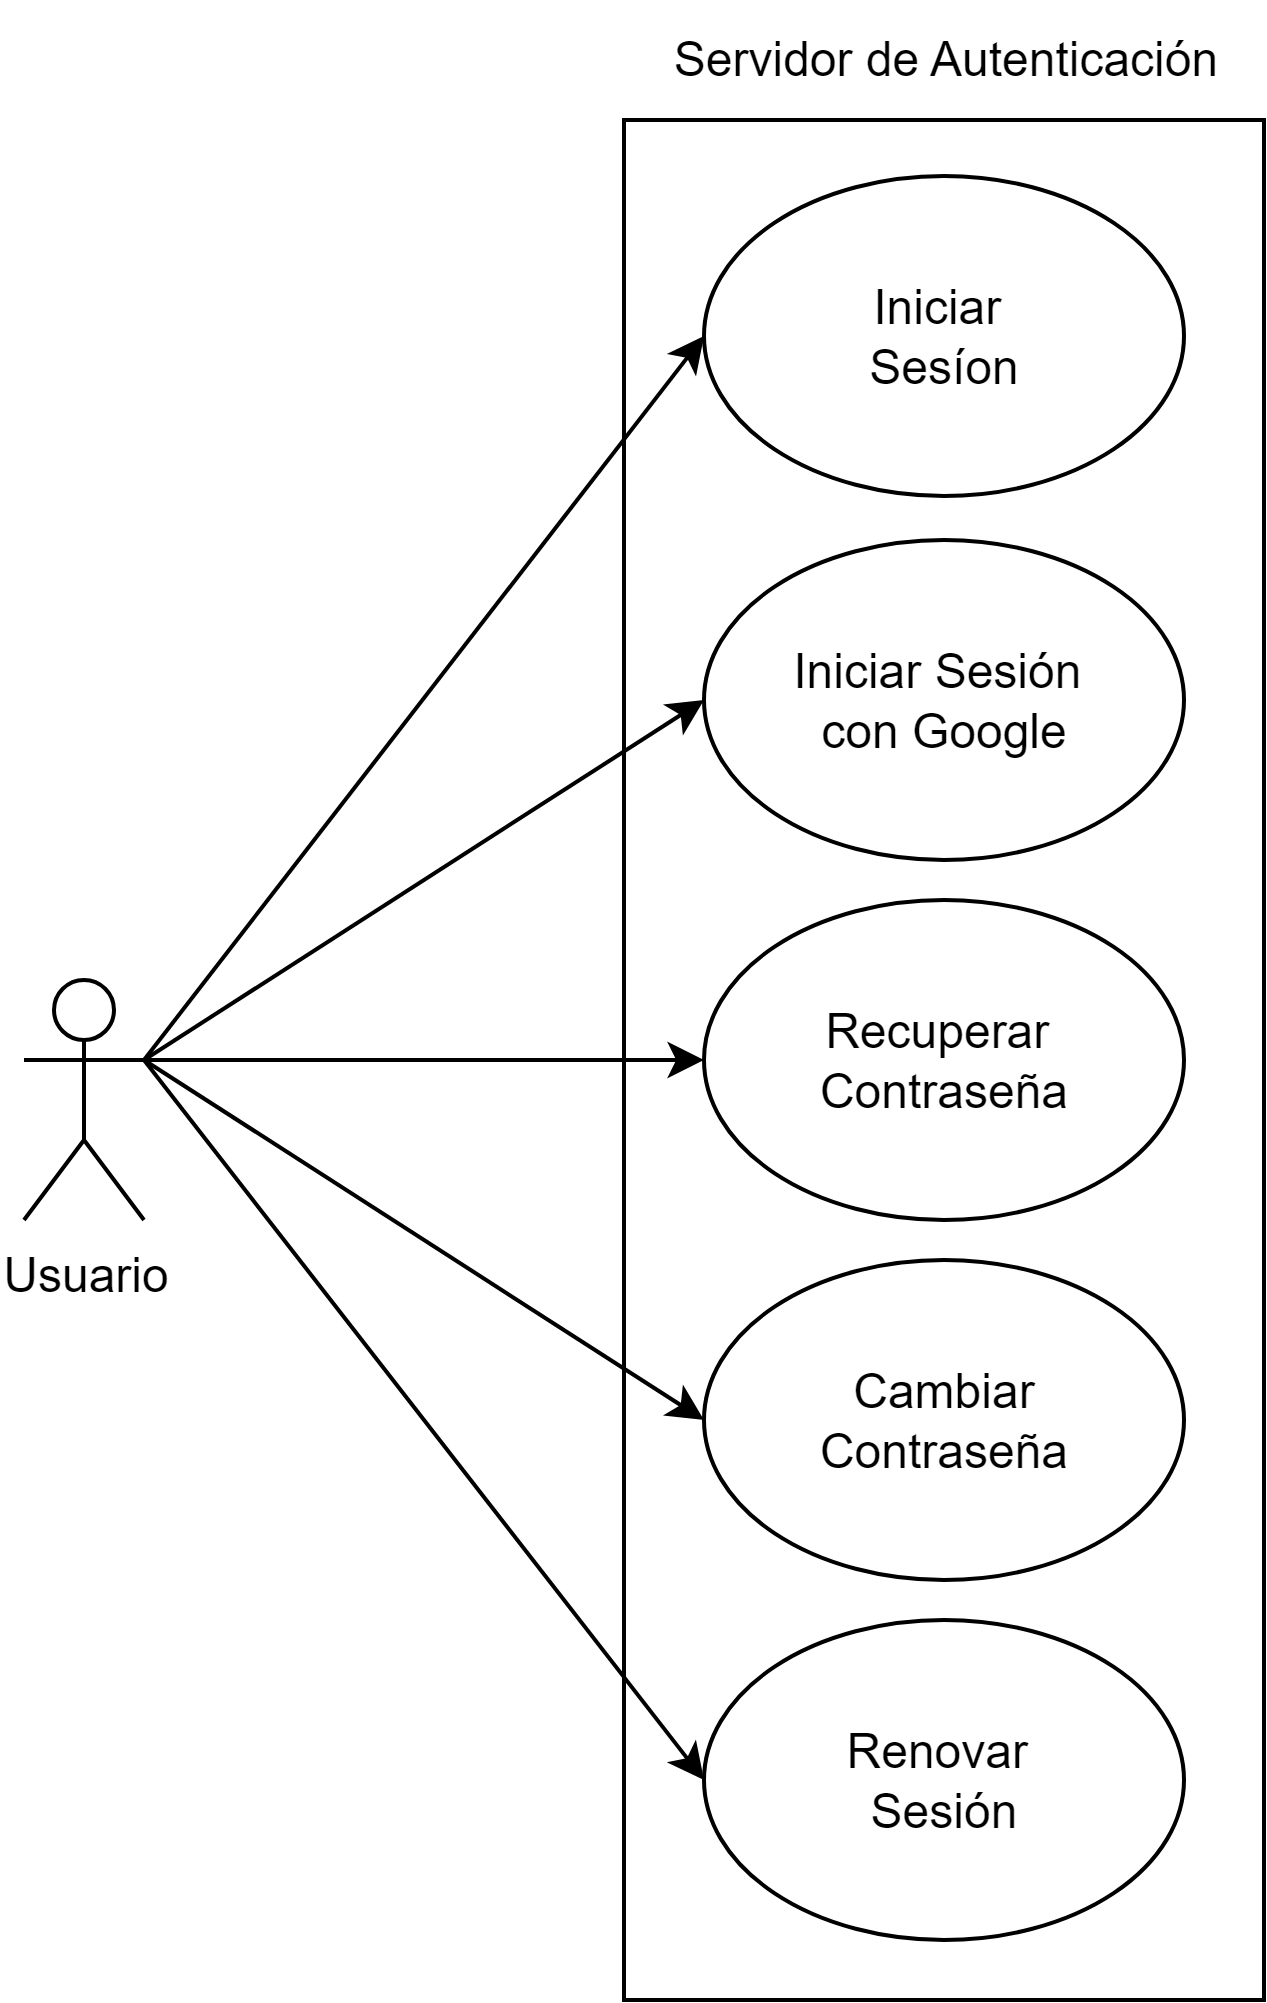 Servidor de Autenticación
Iniciar
Sesíon
Iniciar Sesión
con Google
Recuperar
Contraseña
Usuario
Cambiar
Contraseña
Renovar
Sesión